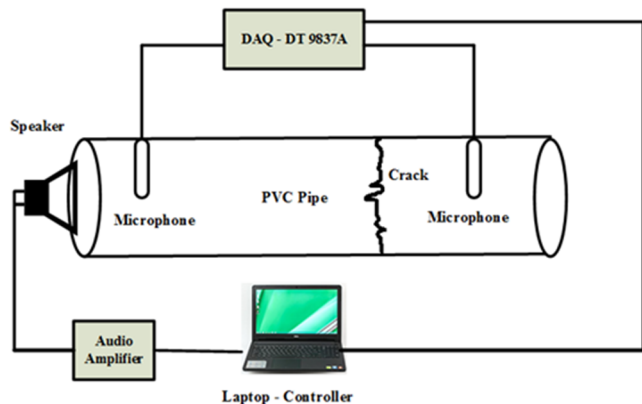 DAQ - DT 9837A
Speaker
Crack
PVC Pipe
Microphone
Microphone
Audio
Amplifier
Laptop - Controller